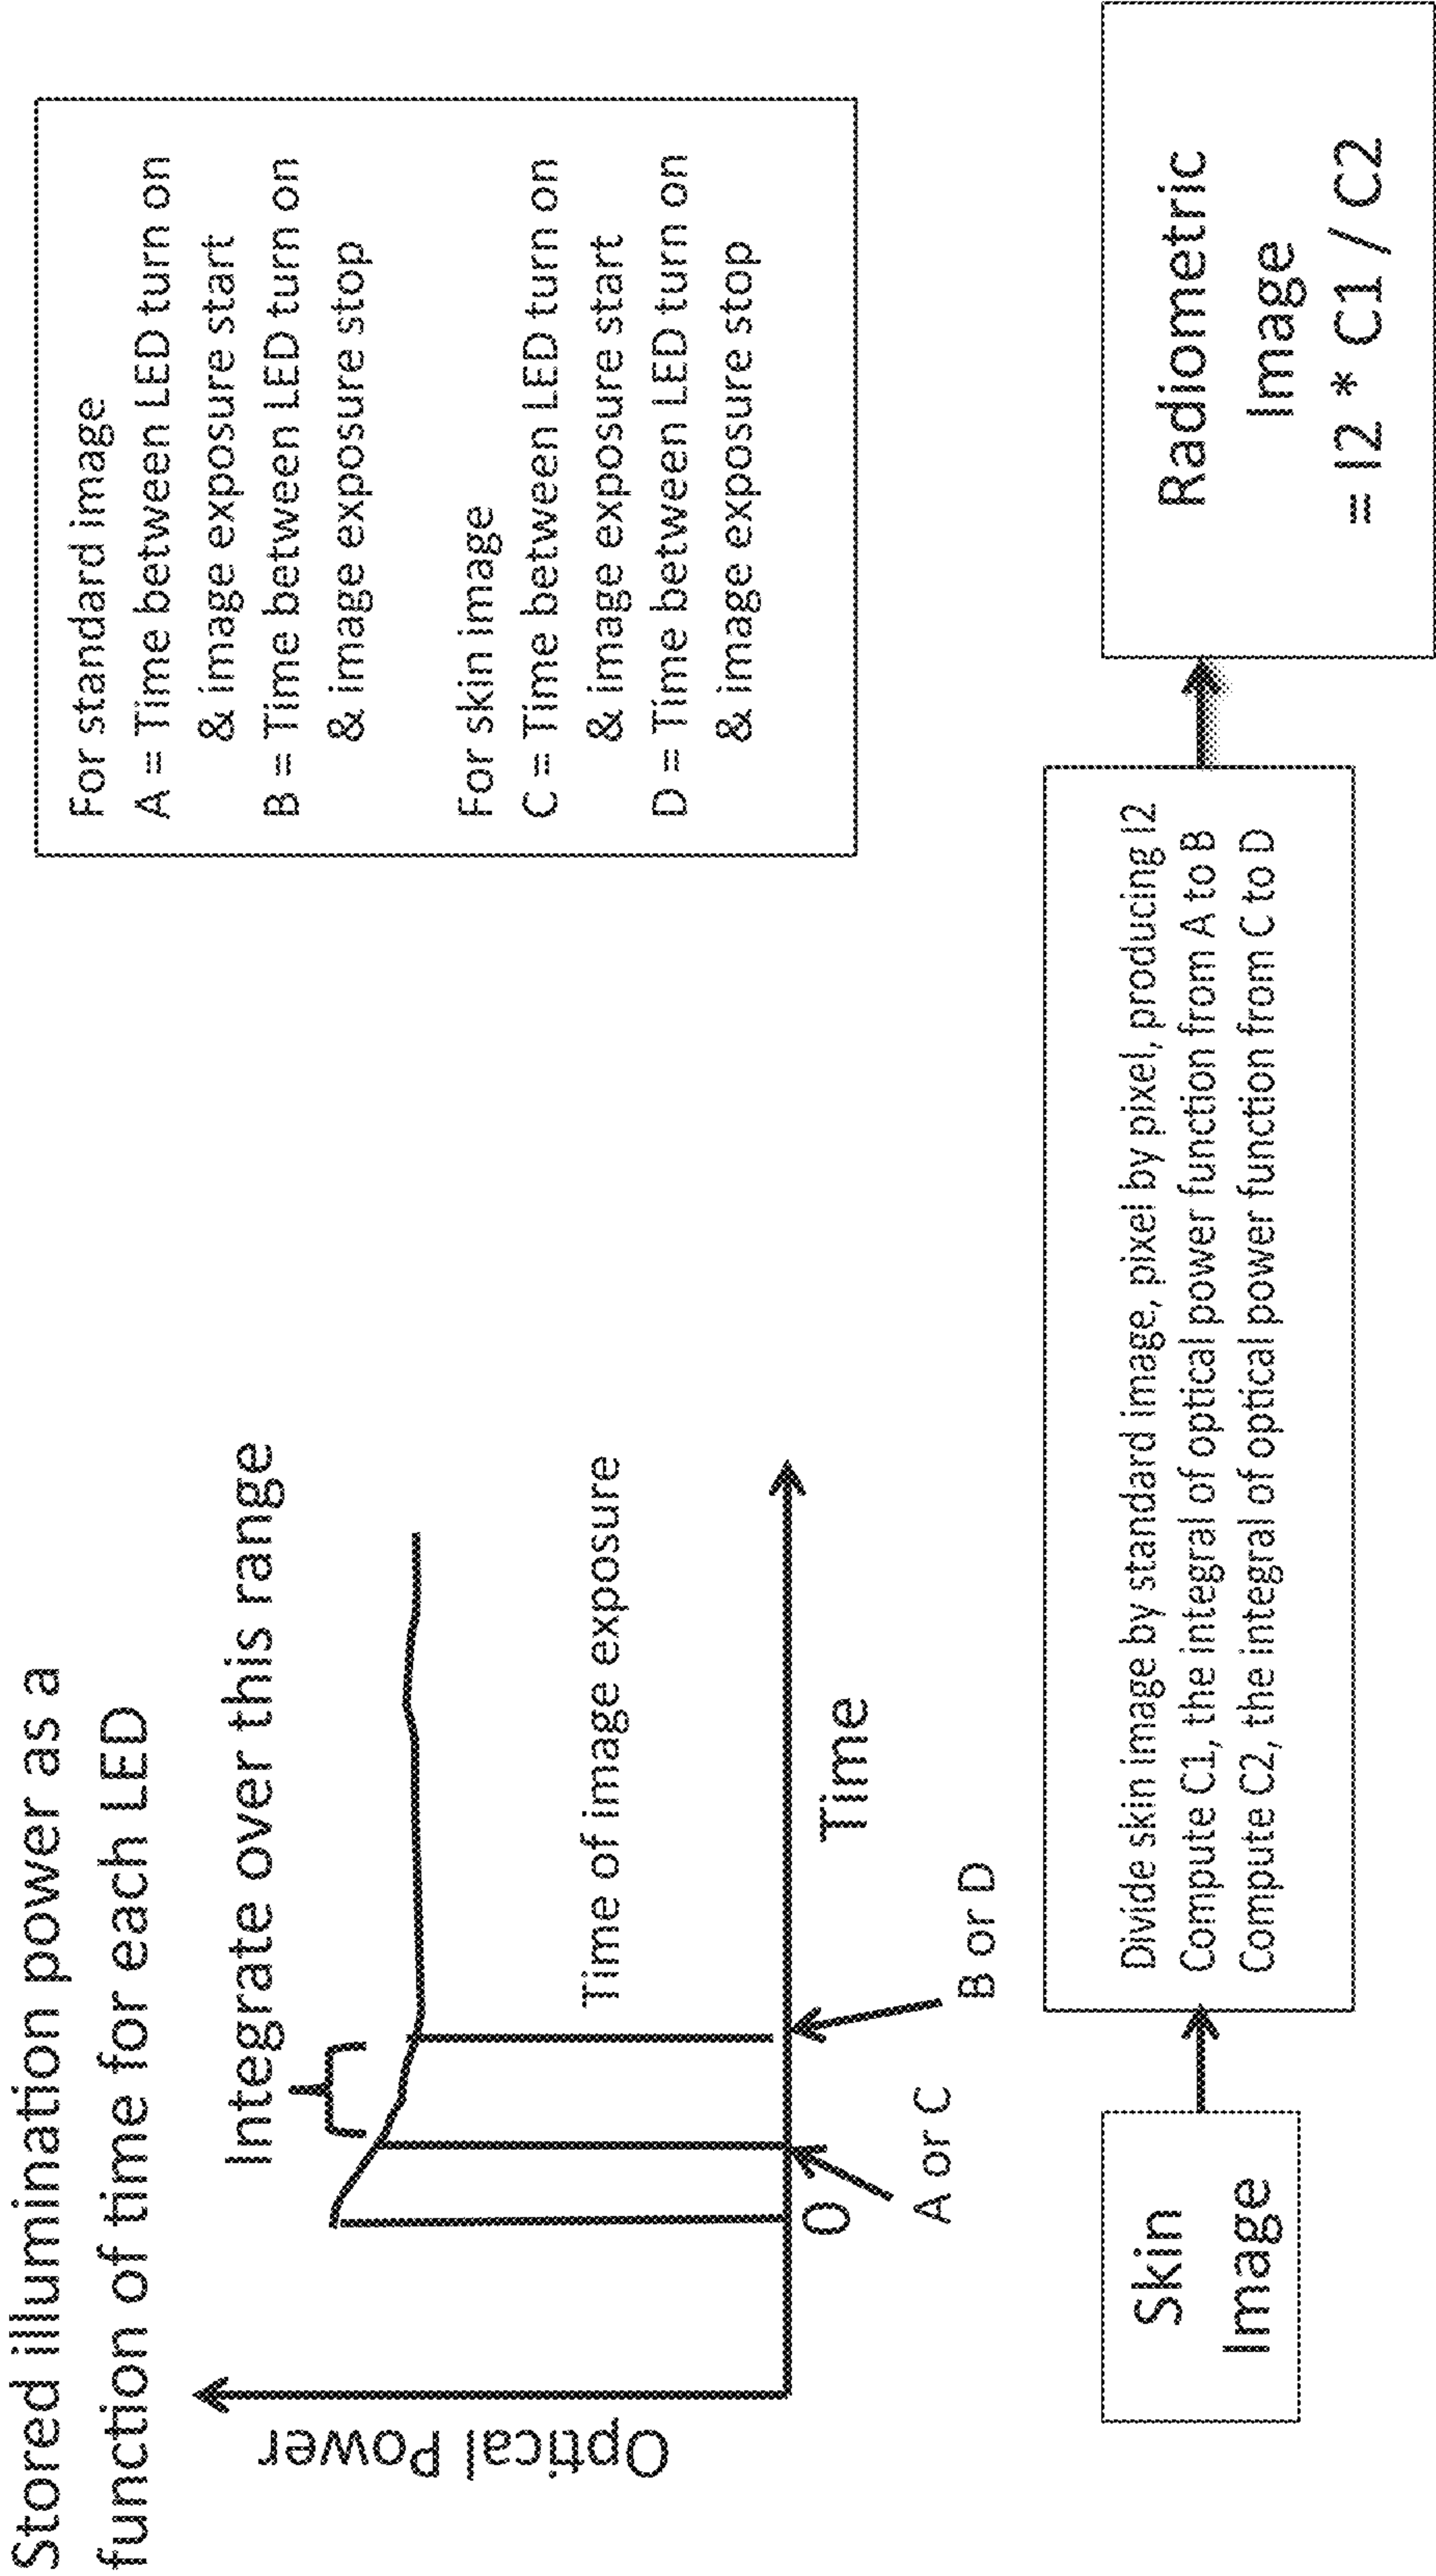 Stored illumination power as a
function of time for each LED
Integrate over this range
Optical Power
Time of image exposure
0
Time
A or C
B or D
For standard image
A = Time between LED turn on
& image exposure start
B = Time between LED turn on
& image exposure stop
For skin image
C = Time between LED turn on
& image exposure start
D = Time between LED turn on
& image exposure stop
Skin
Image
Divide skin image by standard image, pixel by pixel, producing I2
Compute C1, the integral of optical power function from A to B
Compute C2, the integral of optical power function from C to D
Radiometric
Image
= I2 * C1 / C2